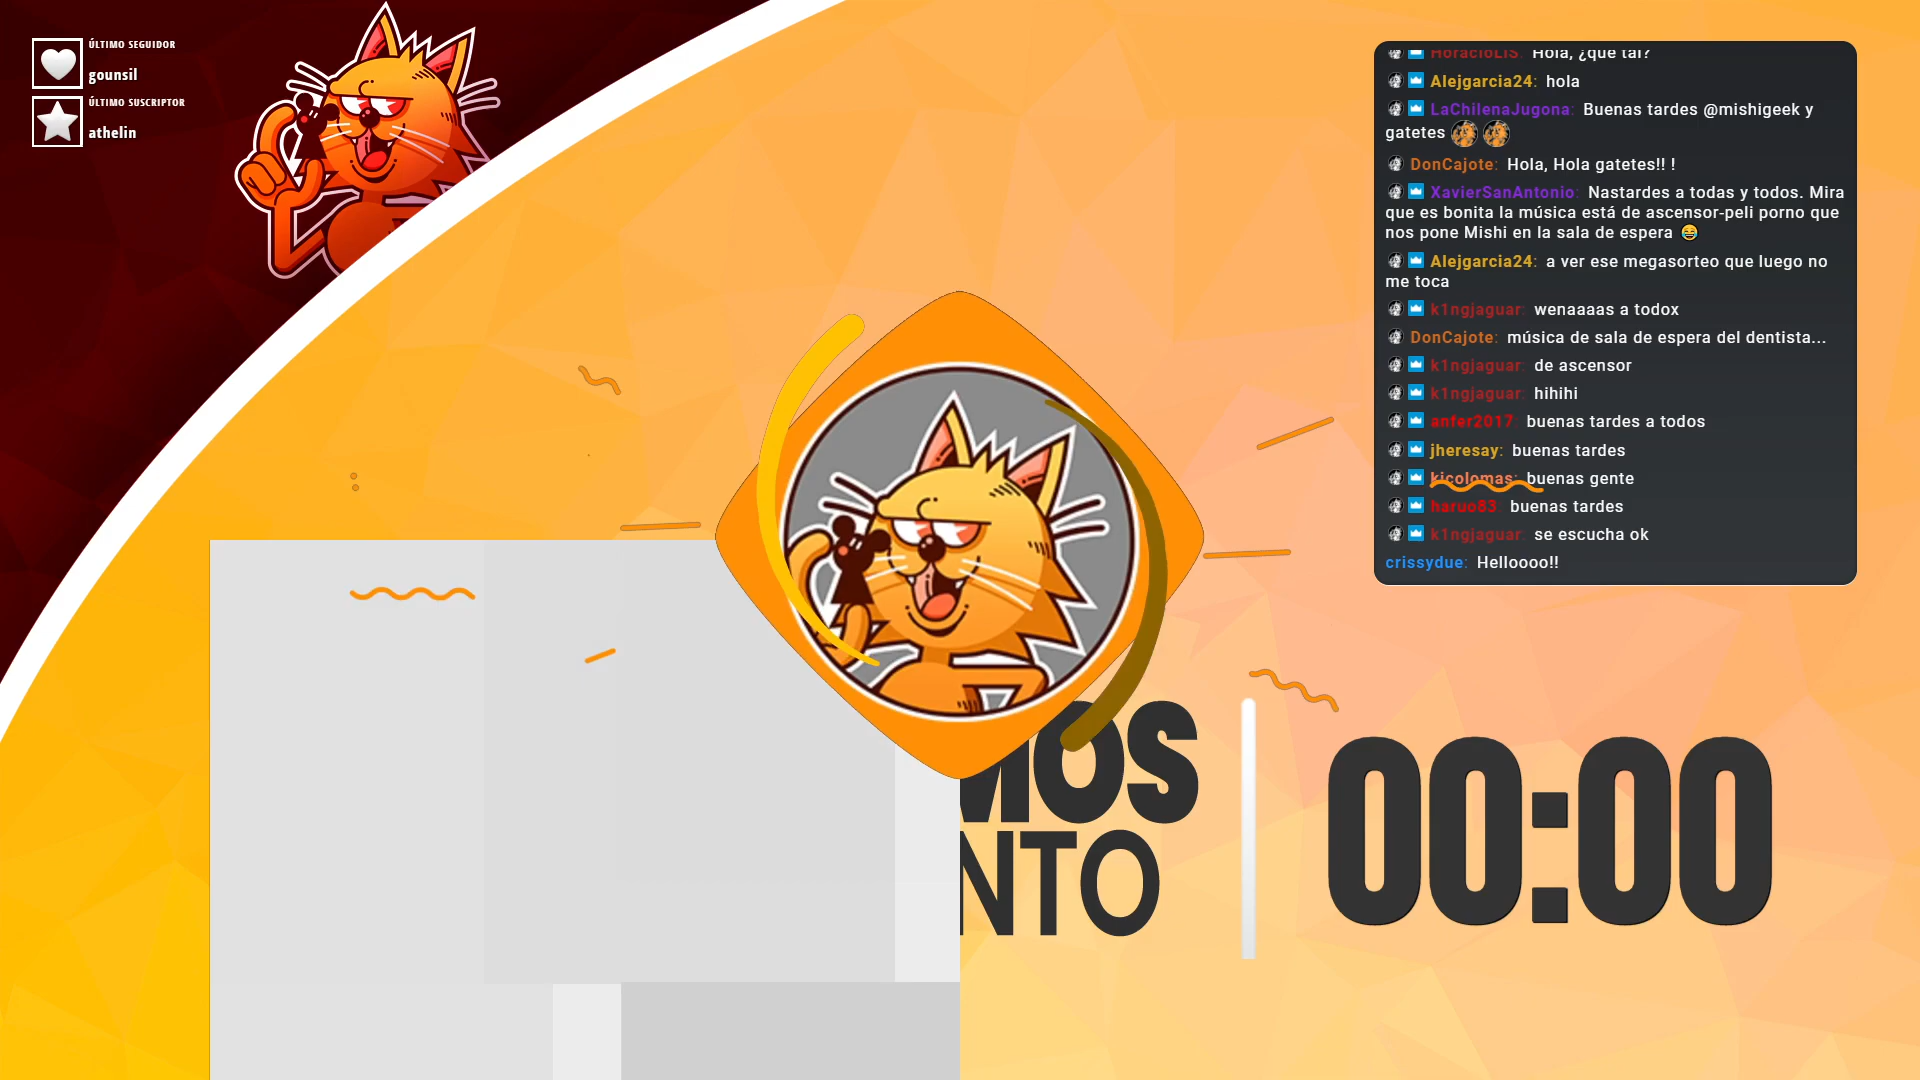 ÚLTIMO SEGUIDOR
gounsil
ÚLTIMO SUSCRIPTOR
athelin
HoracioLIS: Hola, ¿que tal?
Alejgarcia24: hola
LaChilenaJugona: Buenas tardes @mishigeek y
gatetes
DonCajote: Hola, Hola gatetes!! !
XavierSanAntonio: Nastardes a todas y todos. Mira
que es bonita la música está de ascensor-peli porno que
nos pone Mishi en la sala de espera 😂
Alejgarcia24: a ver ese megasorteo que luego no
me toca
k1ngjaguar: wenaaaas a todox
DonCajote: música de sala de espera del dentista...
k1ngjaguar: de ascensor
k1ngjaguar: hihihi
anfer2017: buenas tardes a todos
jheresay: buenas tardes
kicolomas: buenas gente
haruo83: buenas tardes
k1ngjaguar: se escucha ok
crissydue: Helloooo!!
MOS
NTO
00:00